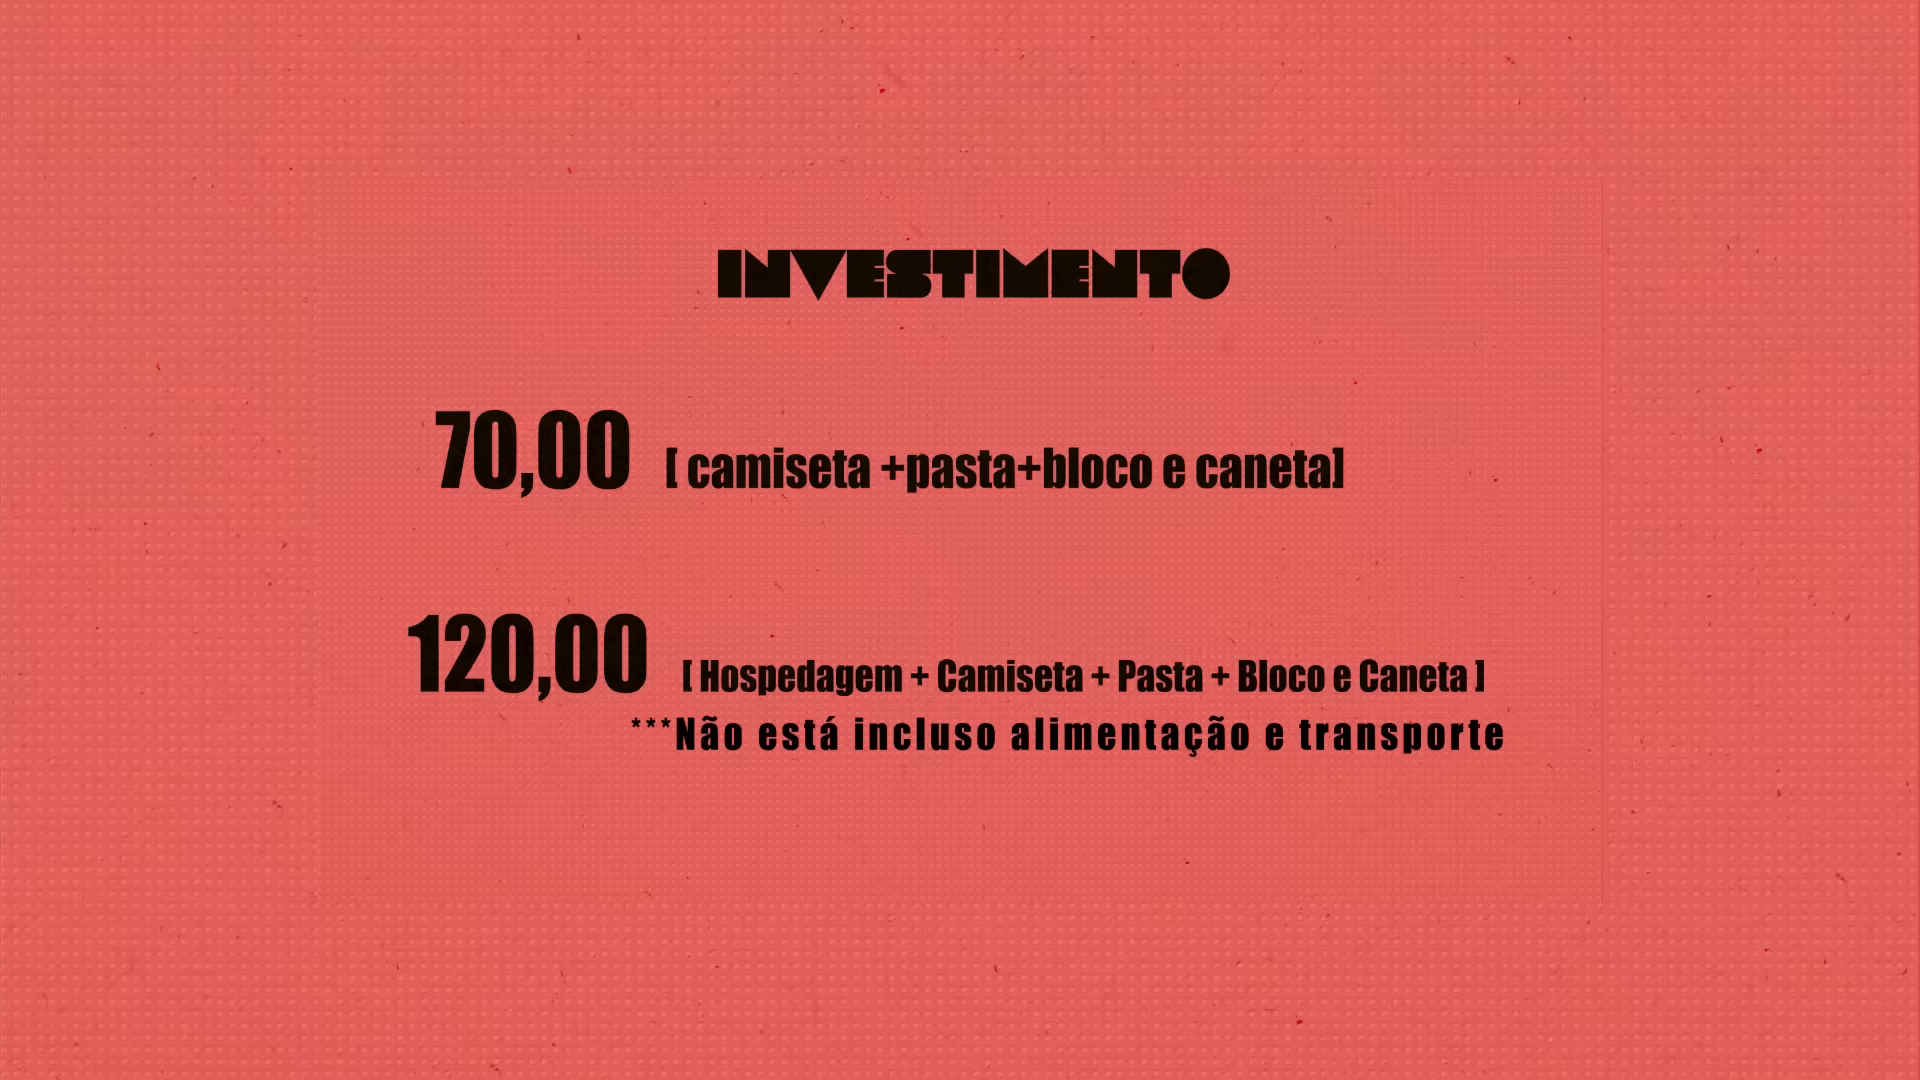 INVESTIMENTO
70,00 [ camiseta +pasta+bloco e caneta]
120,00 [ Hospedagem + Camiseta + Pasta + Bloco e Caneta ]
***Não está incluso alimentação e transporte